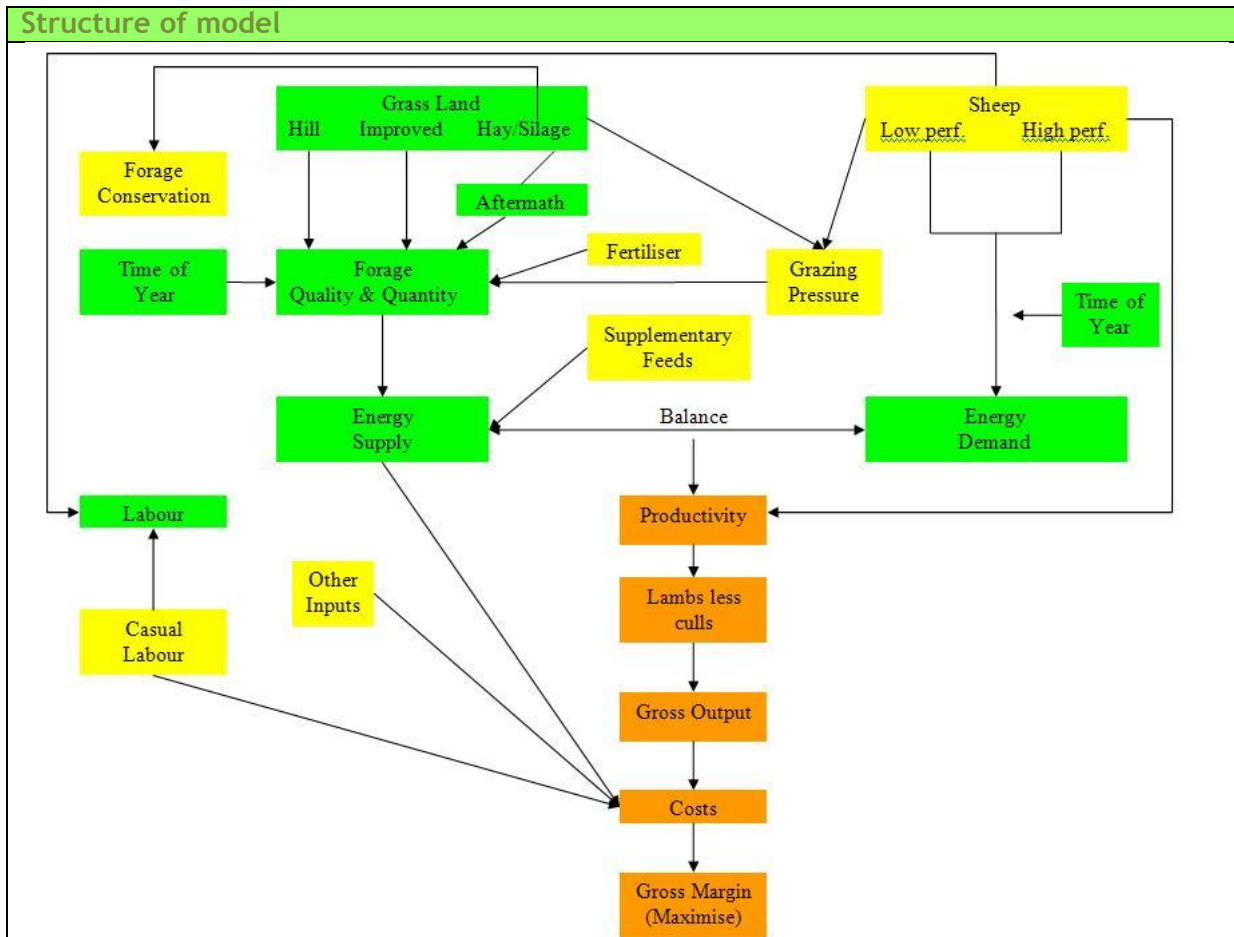 Structure of model
Grass Land
Hill Improved Hay/Silage
Sheep
Low perf. High perf.
Forage
Conservation
Aftermath
Time of
Year
Forage
Quality & Quantity
Fertiliser
Grazing
Pressure
Time of
Year
Supplementary
Feeds
Energy
Supply
Balance
Energy
Demand
Labour
Productivity
Other
Inputs
Lambs less
culls
Casual
Labour
Gross Output
Costs
Gross Margin
(Maximise)